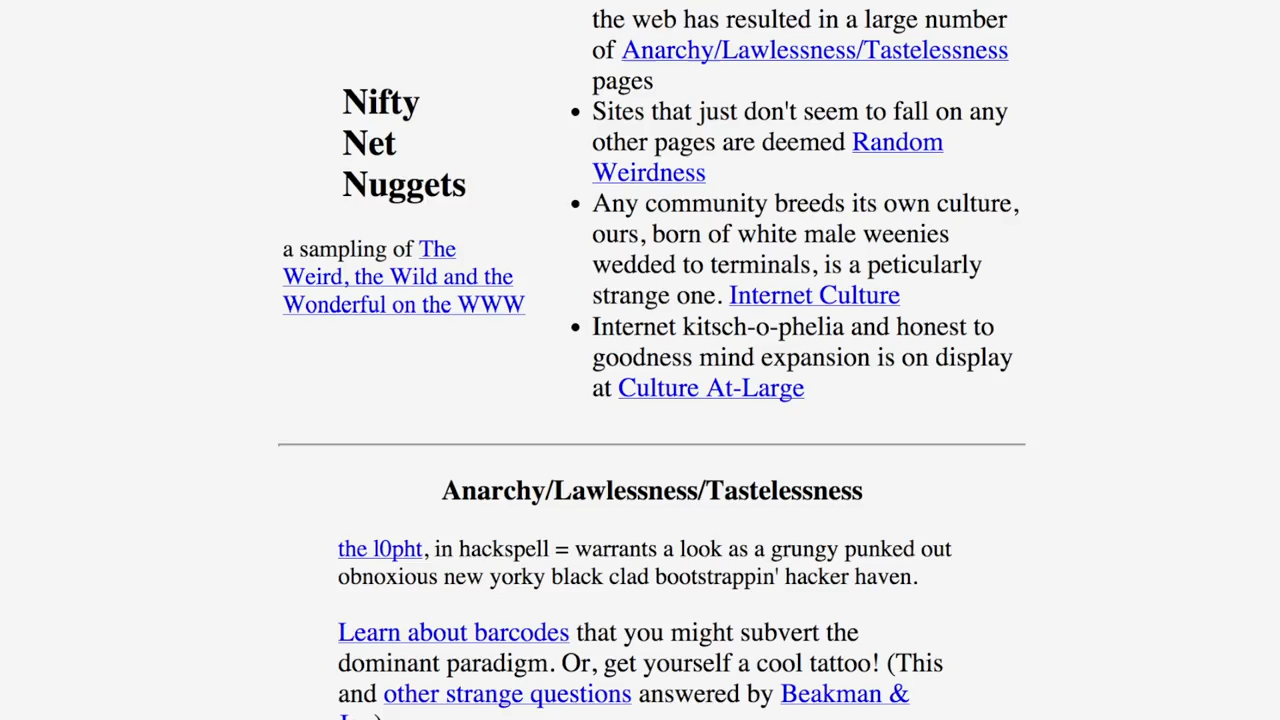 Nifty
Net
Nuggets
a sampling of The
Weird, the Wild and the
Wonderful on the WWW
the web has resulted in a large number
of Anarchy/Lawlessness/Tastelessness
pages
• Sites that just don't seem to fall on any
other pages are deemed Random
Weirdness
• Any community breeds its own culture,
ours, born of white male weenies
wedded to terminals, is a peticularly
strange one. Internet Culture
• Internet kitsch-o-phelia and honest to
goodness mind expansion is on display
at Culture At-Large
Anarchy/Lawlessness/Tastelessness
the l0pht, in hackspell = warrants a look as a grungy punked out
obnoxious new yorky black clad bootstrappin' hacker haven.
Learn about barcodes that you might subvert the
dominant paradigm. Or, get yourself a cool tattoo! (This
and other strange questions answered by Beakman &